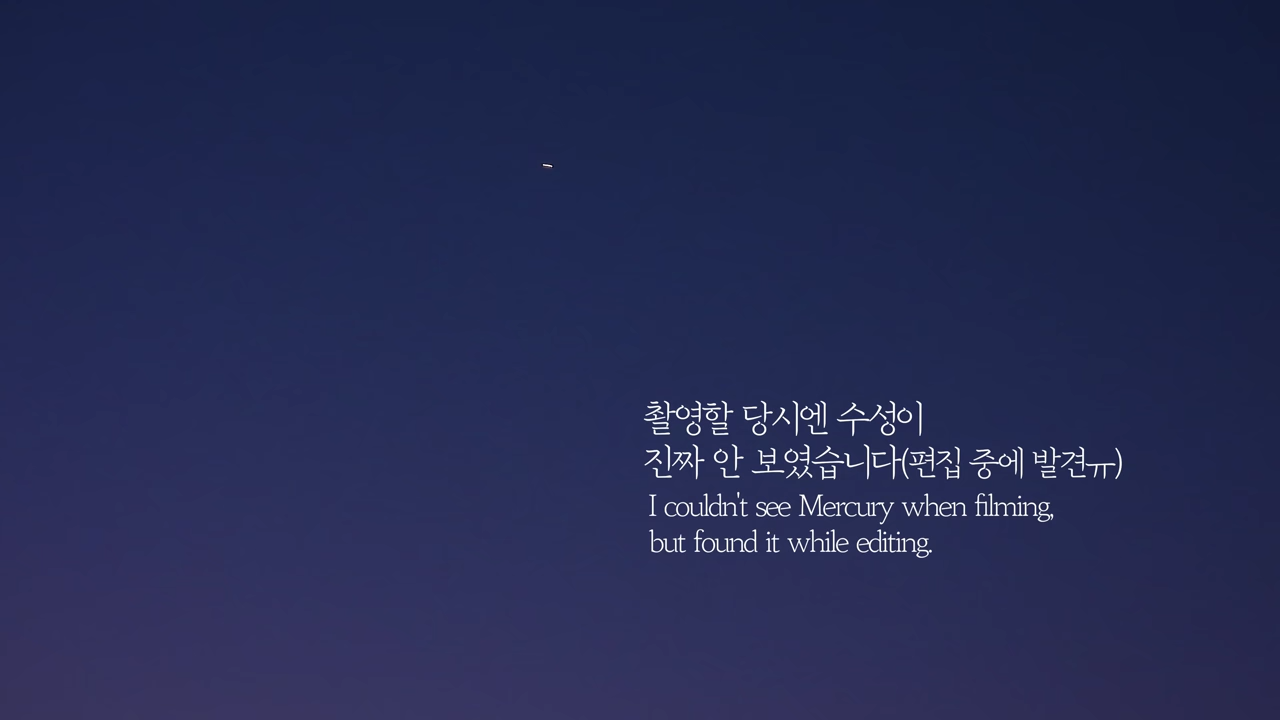 촬영할 당시엔 수성이
진짜 안 보였습니다(편집 중에 발견ㅠ)
I couldn't see Mercury when filming,
but found it while editing.